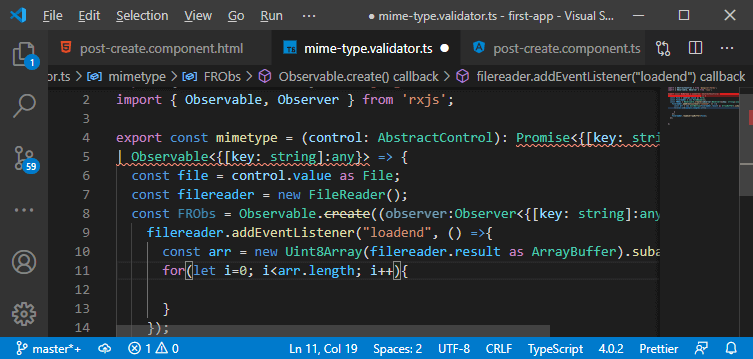 File Edit Selection View Go Run ··· ● mime-type.validator.ts - first-app - Visual S...
post-create.component.html mime-type.validator.ts ● post-create.component.ts
or.ts > mimetype > FRObs > Observable.create() callback > filereader.addEventListener("loadend") callback
2 import { Observable, Observer } from 'rxjs';
3
4 export const mimetype = (control: AbstractControl): Promise<{[key: stri
5 | Observable<{[key: string]:any}> => {
6 const file = control.value as File;
7 const filereader = new FileReader();
8 const FRObs = Observable.create((observer:Observer<{[key: string]:any
9 filereader.addEventListener("loadend", () =>{
10 const arr = new Uint8Array(filereader.result as ArrayBuffer).suba
11 for(let i=0; i<arr.length; i++){
12
13 }
14 });
1
59
master*+ 1 0 Ln 11, Col 19 Spaces: 2 UTF-8 CRLF TypeScript 4.0.2 Prettier